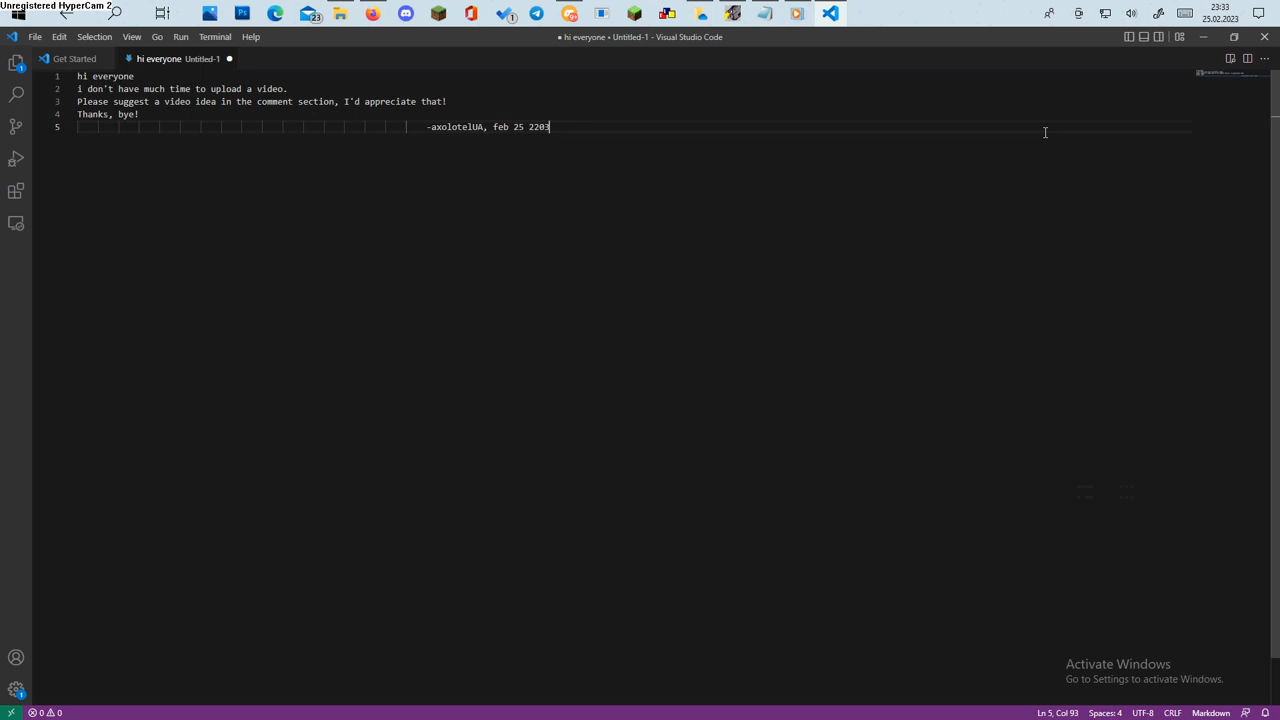 Unregistered HyperCam 2
23
1
23:33
25.02.2023
File Edit Selection View Go Run Terminal Help
● hi everyone • Untitled-1 - Visual Studio Code
Get Started
hi everyone Untitled-1
1 hi everyone
2 i don't have much time to upload a video.
3 Please suggest a video idea in the comment section, I'd appreciate that!
4 Thanks, bye!
5 -axolotelUA, feb 25 2203
1
Activate Windows
Go to Settings to activate Windows.
1
0 0
Ln 5, Col 93 Spaces: 4 UTF-8 CRLF Markdown